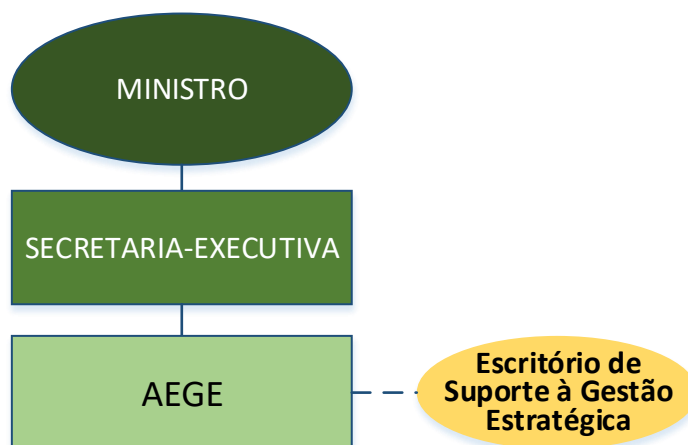 MINISTRO
SECRETARIA-EXECUTIVA
AEGE
Escritório de
Suporte à Gestão
Estratégica